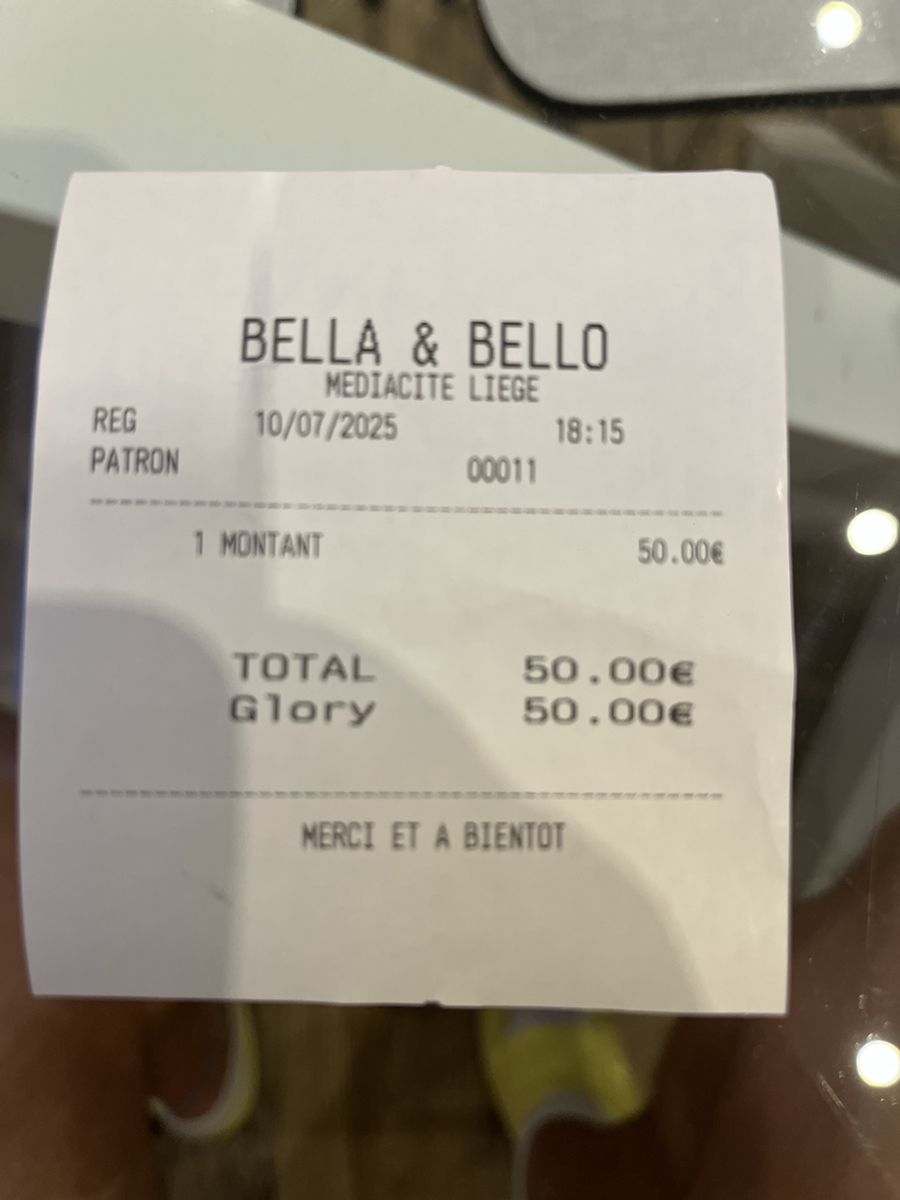 BELLA & BELLO
MEDIACITE LIEGE
REG 10/07/2025 18:15
PATRON 00011
1 MONTANT 50.00€
TOTAL 50.00€
Glory 50.00€
MERCI ET A BIENTOT